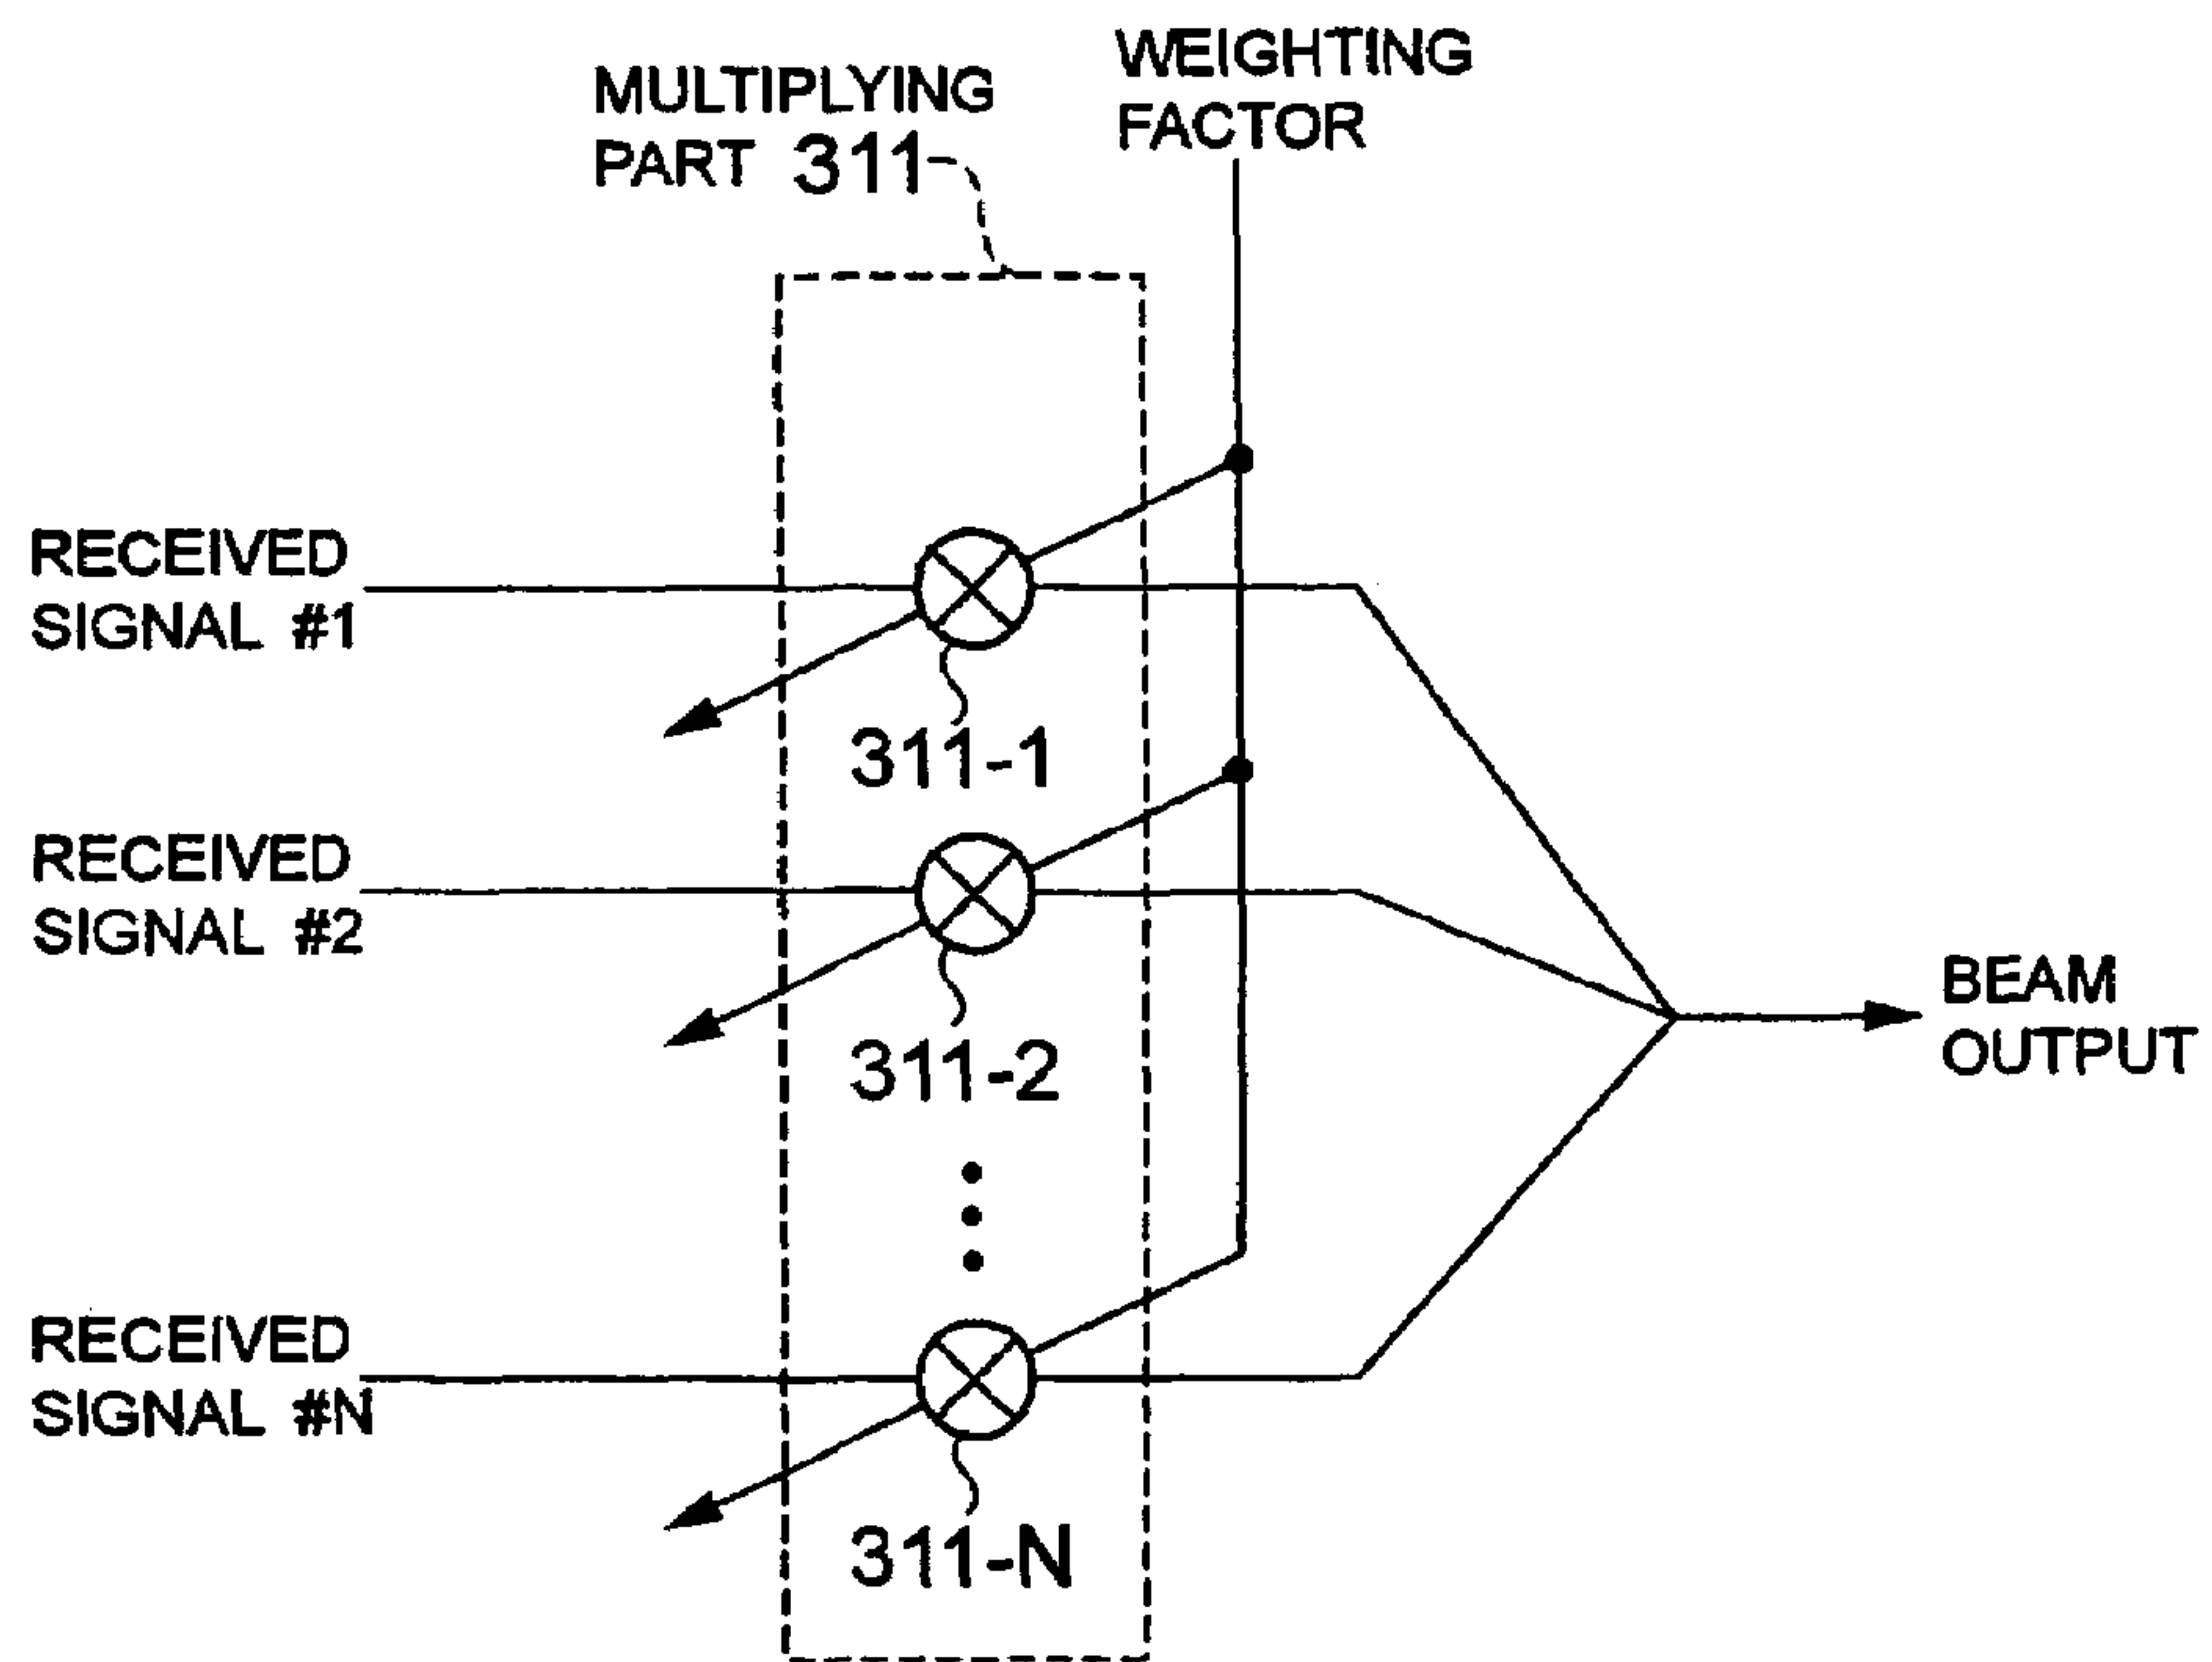 MULTIPLYING
PART 311
WEIGHTING
FACTOR
RECEIVED
SIGNAL #1
311-1
RECEIVED
SIGNAL #2
311-2
BEAM
OUTPUT
RECEIVED
SIGNAL #N
311-N